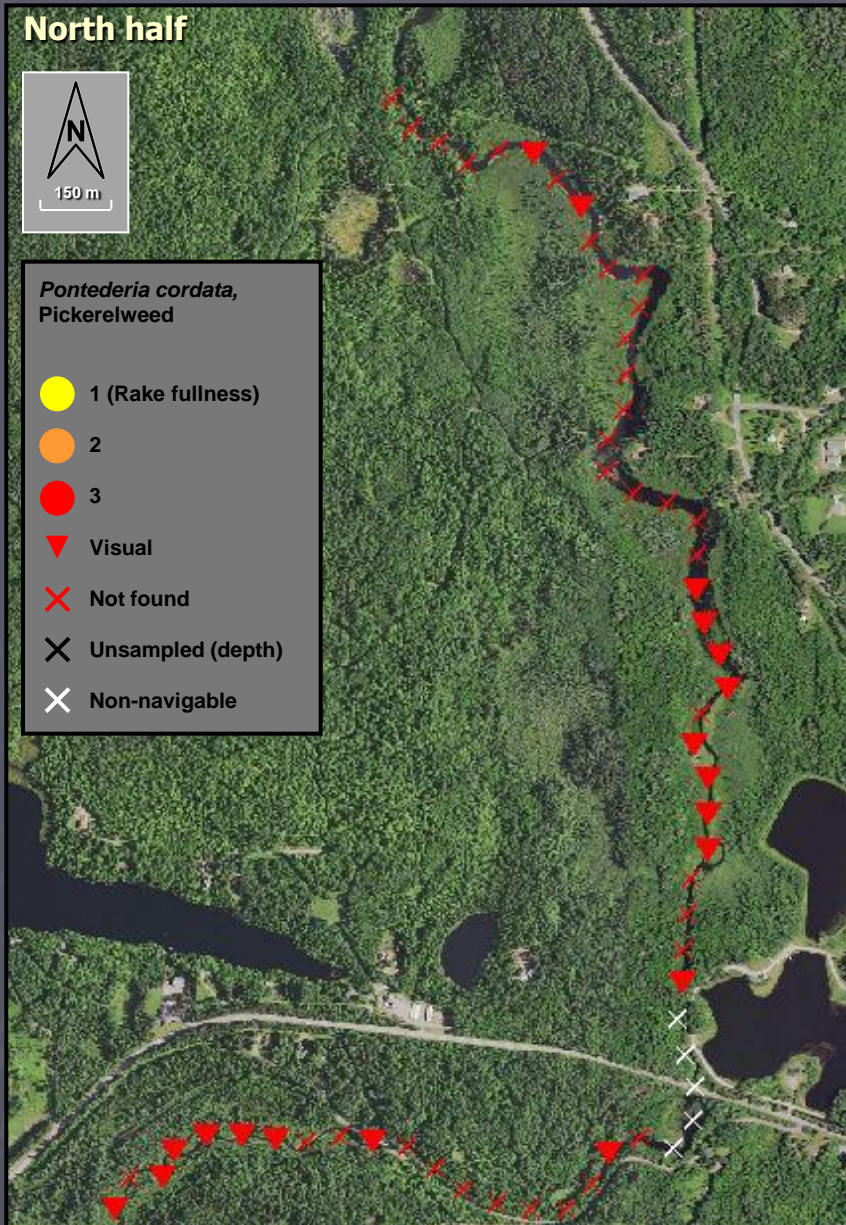 North half
N
150 m
Pontederia cordata,
Pickerelweed
1 (Rake fullness)
2
3
Visual
Not found
Unsampled (depth)
Non-navigable